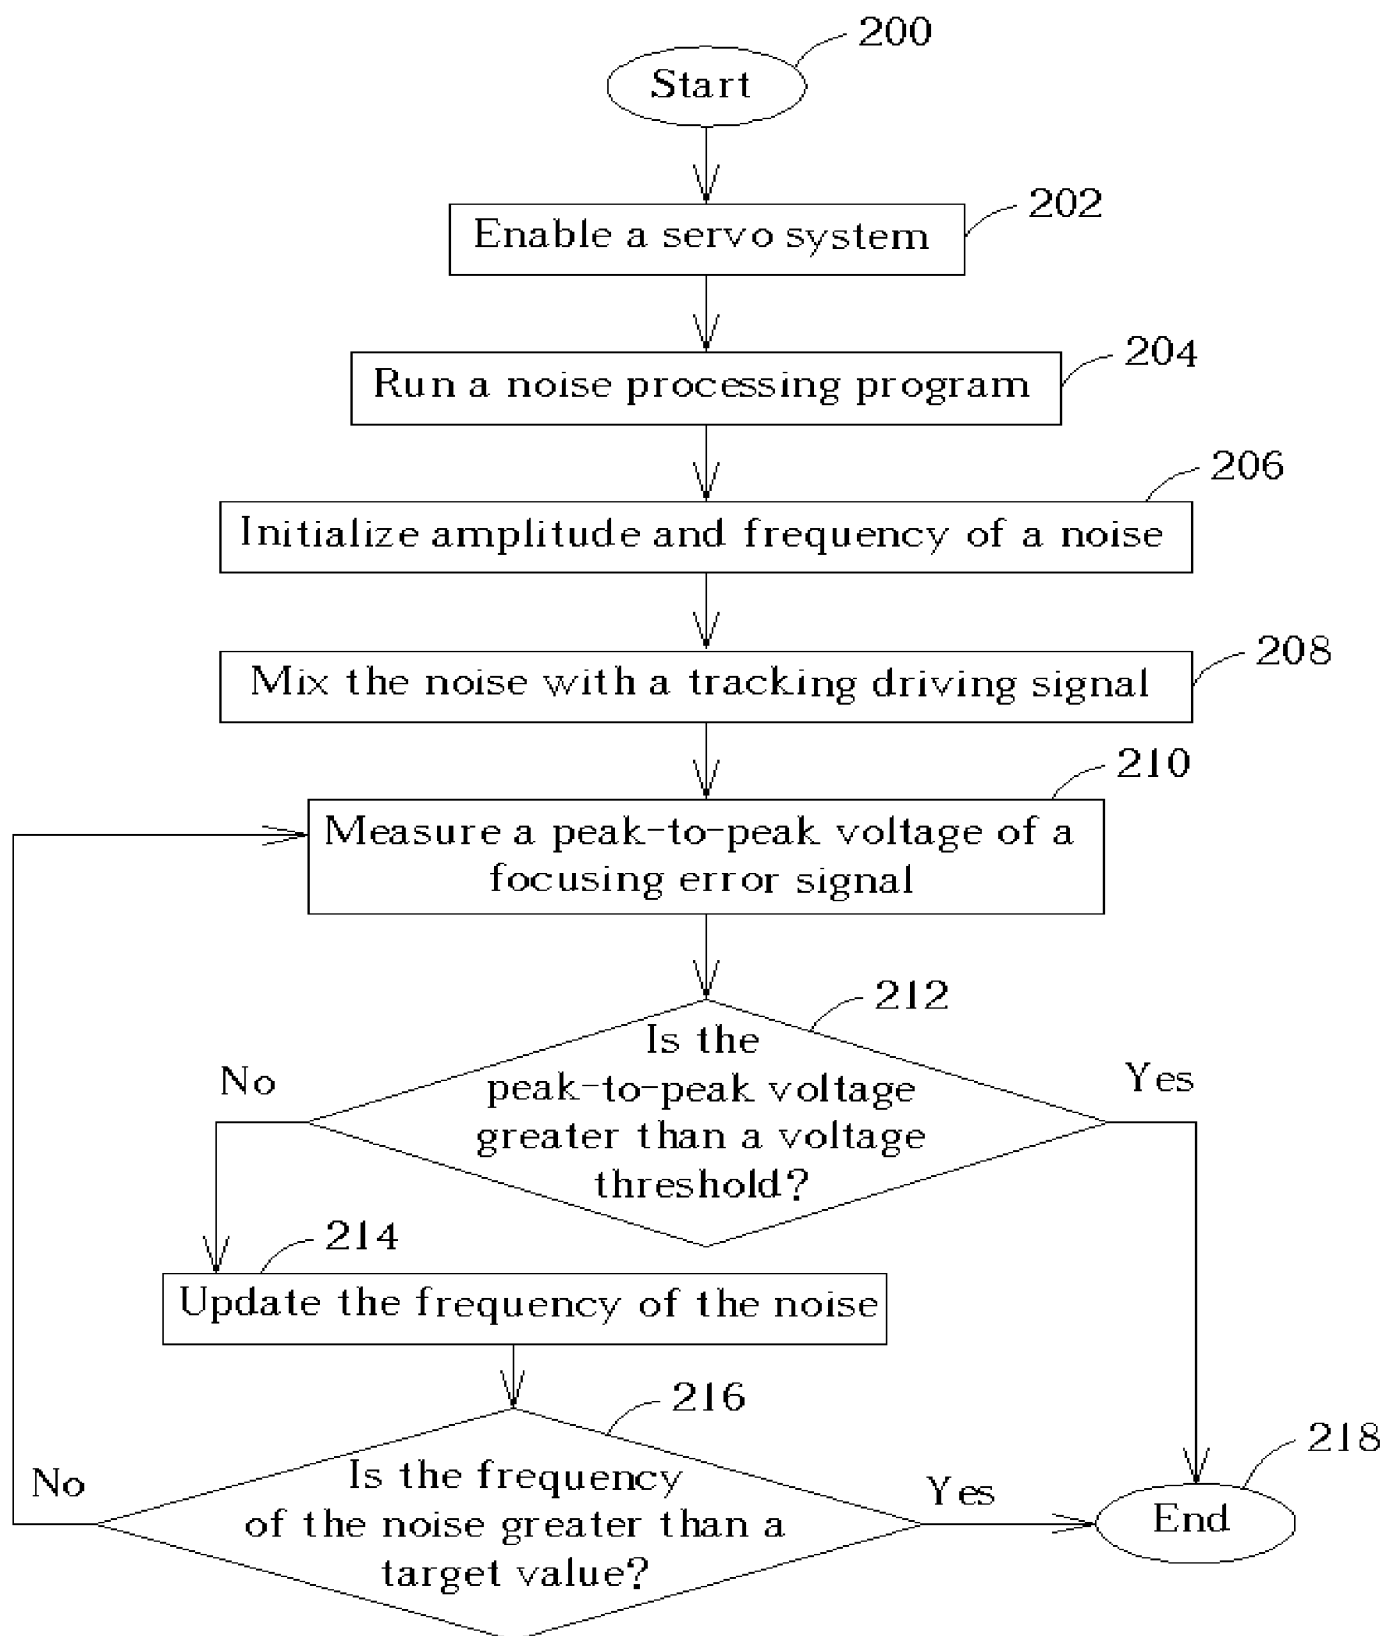 200
Start
202
Enable a servo system
204
Run a noise processing program
206
Initialize amplitude and frequency of a noise
208
Mix the noise with a tracking driving signal
210
Measure a peak-to-peak voltage of a
focusing error signal
212
Is the
peak-to-peak voltage
greater than a voltage
threshold?
No
Yes
214
Update the frequency of the noise
216
Is the frequency
of the noise greater than a
target value?
No
Yes
218
End